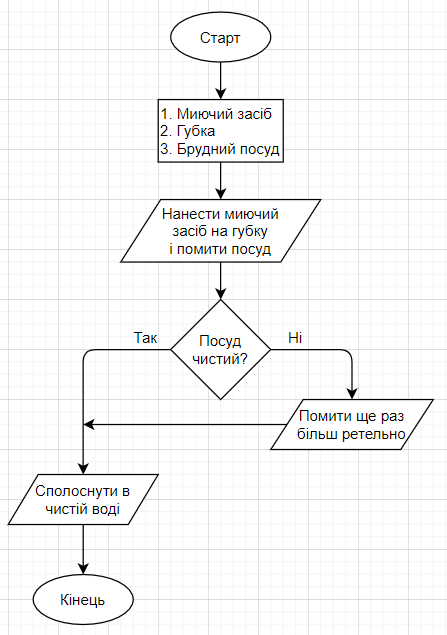 Старт
1. Миючий засіб
2. Губка
3. Брудний посуд
Нанести миючий
засіб на губку
і помити посуд
Посуд
чистий?
Так
Ні
Помити ще раз
більш ретельно
Сполоснути в
чистій воді
Кінець